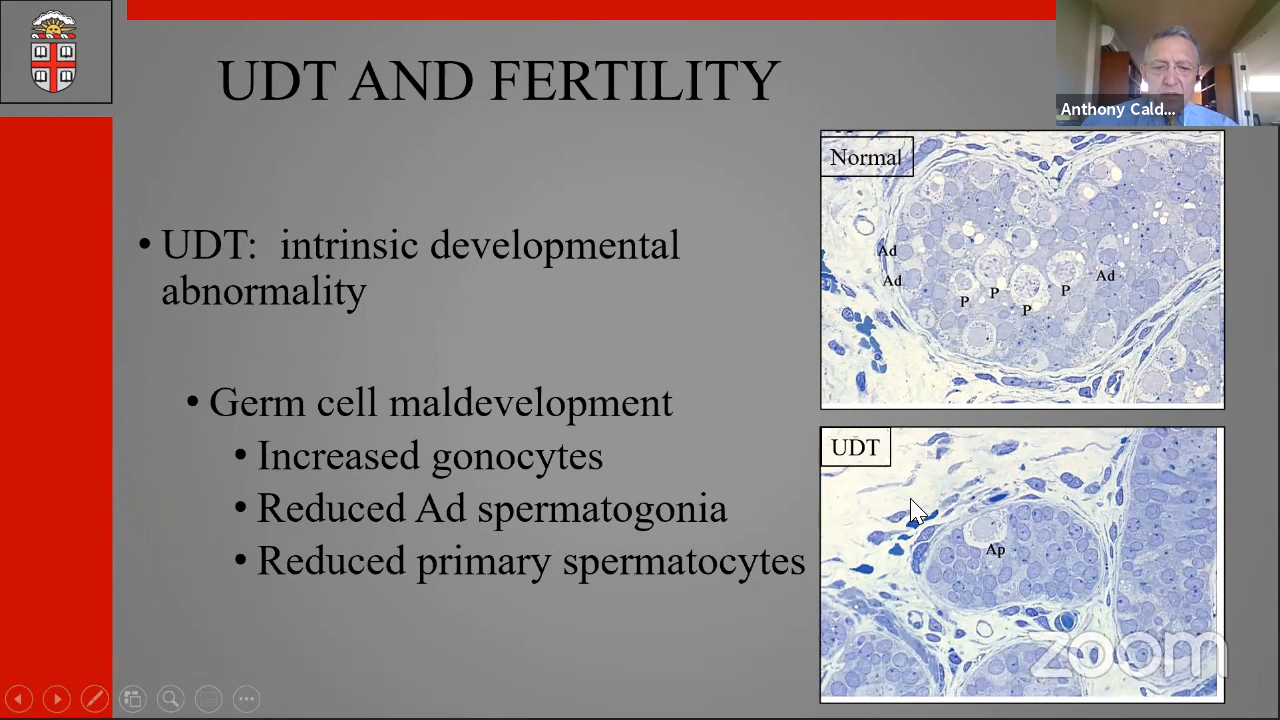 UDT AND FERTILITY
Anthony Cald...
• UDT: intrinsic developmental
abnormality
• Germ cell maldevelopment
• Increased gonocytes
• Reduced Ad spermatogonia
• Reduced primary spermatocytes
Normal
Ad
Ad
Ad
P
P
P
P
UDT
Ap
zoom